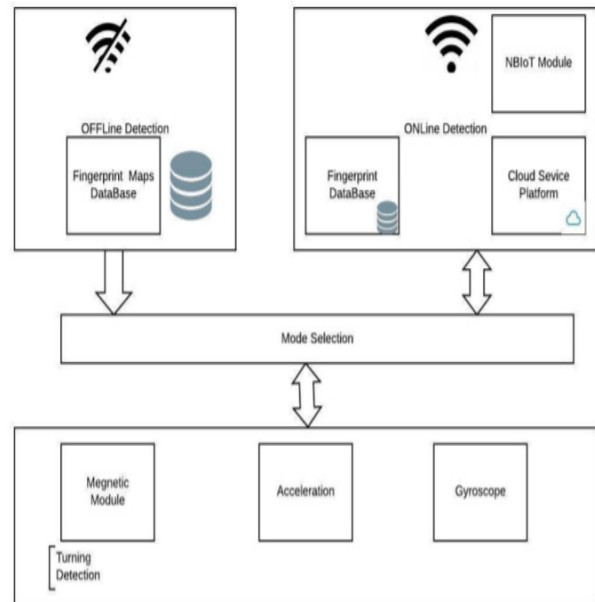 NBIoT Module
OFFLine Detection
ONLine Detection
Fingerprint Maps
DataBase
Fingerprint
DataBase
Cloud Sevice
Platform
Mode Selection
Megnetic
Module
Acceleration
Gyroscope
Turning
Detection